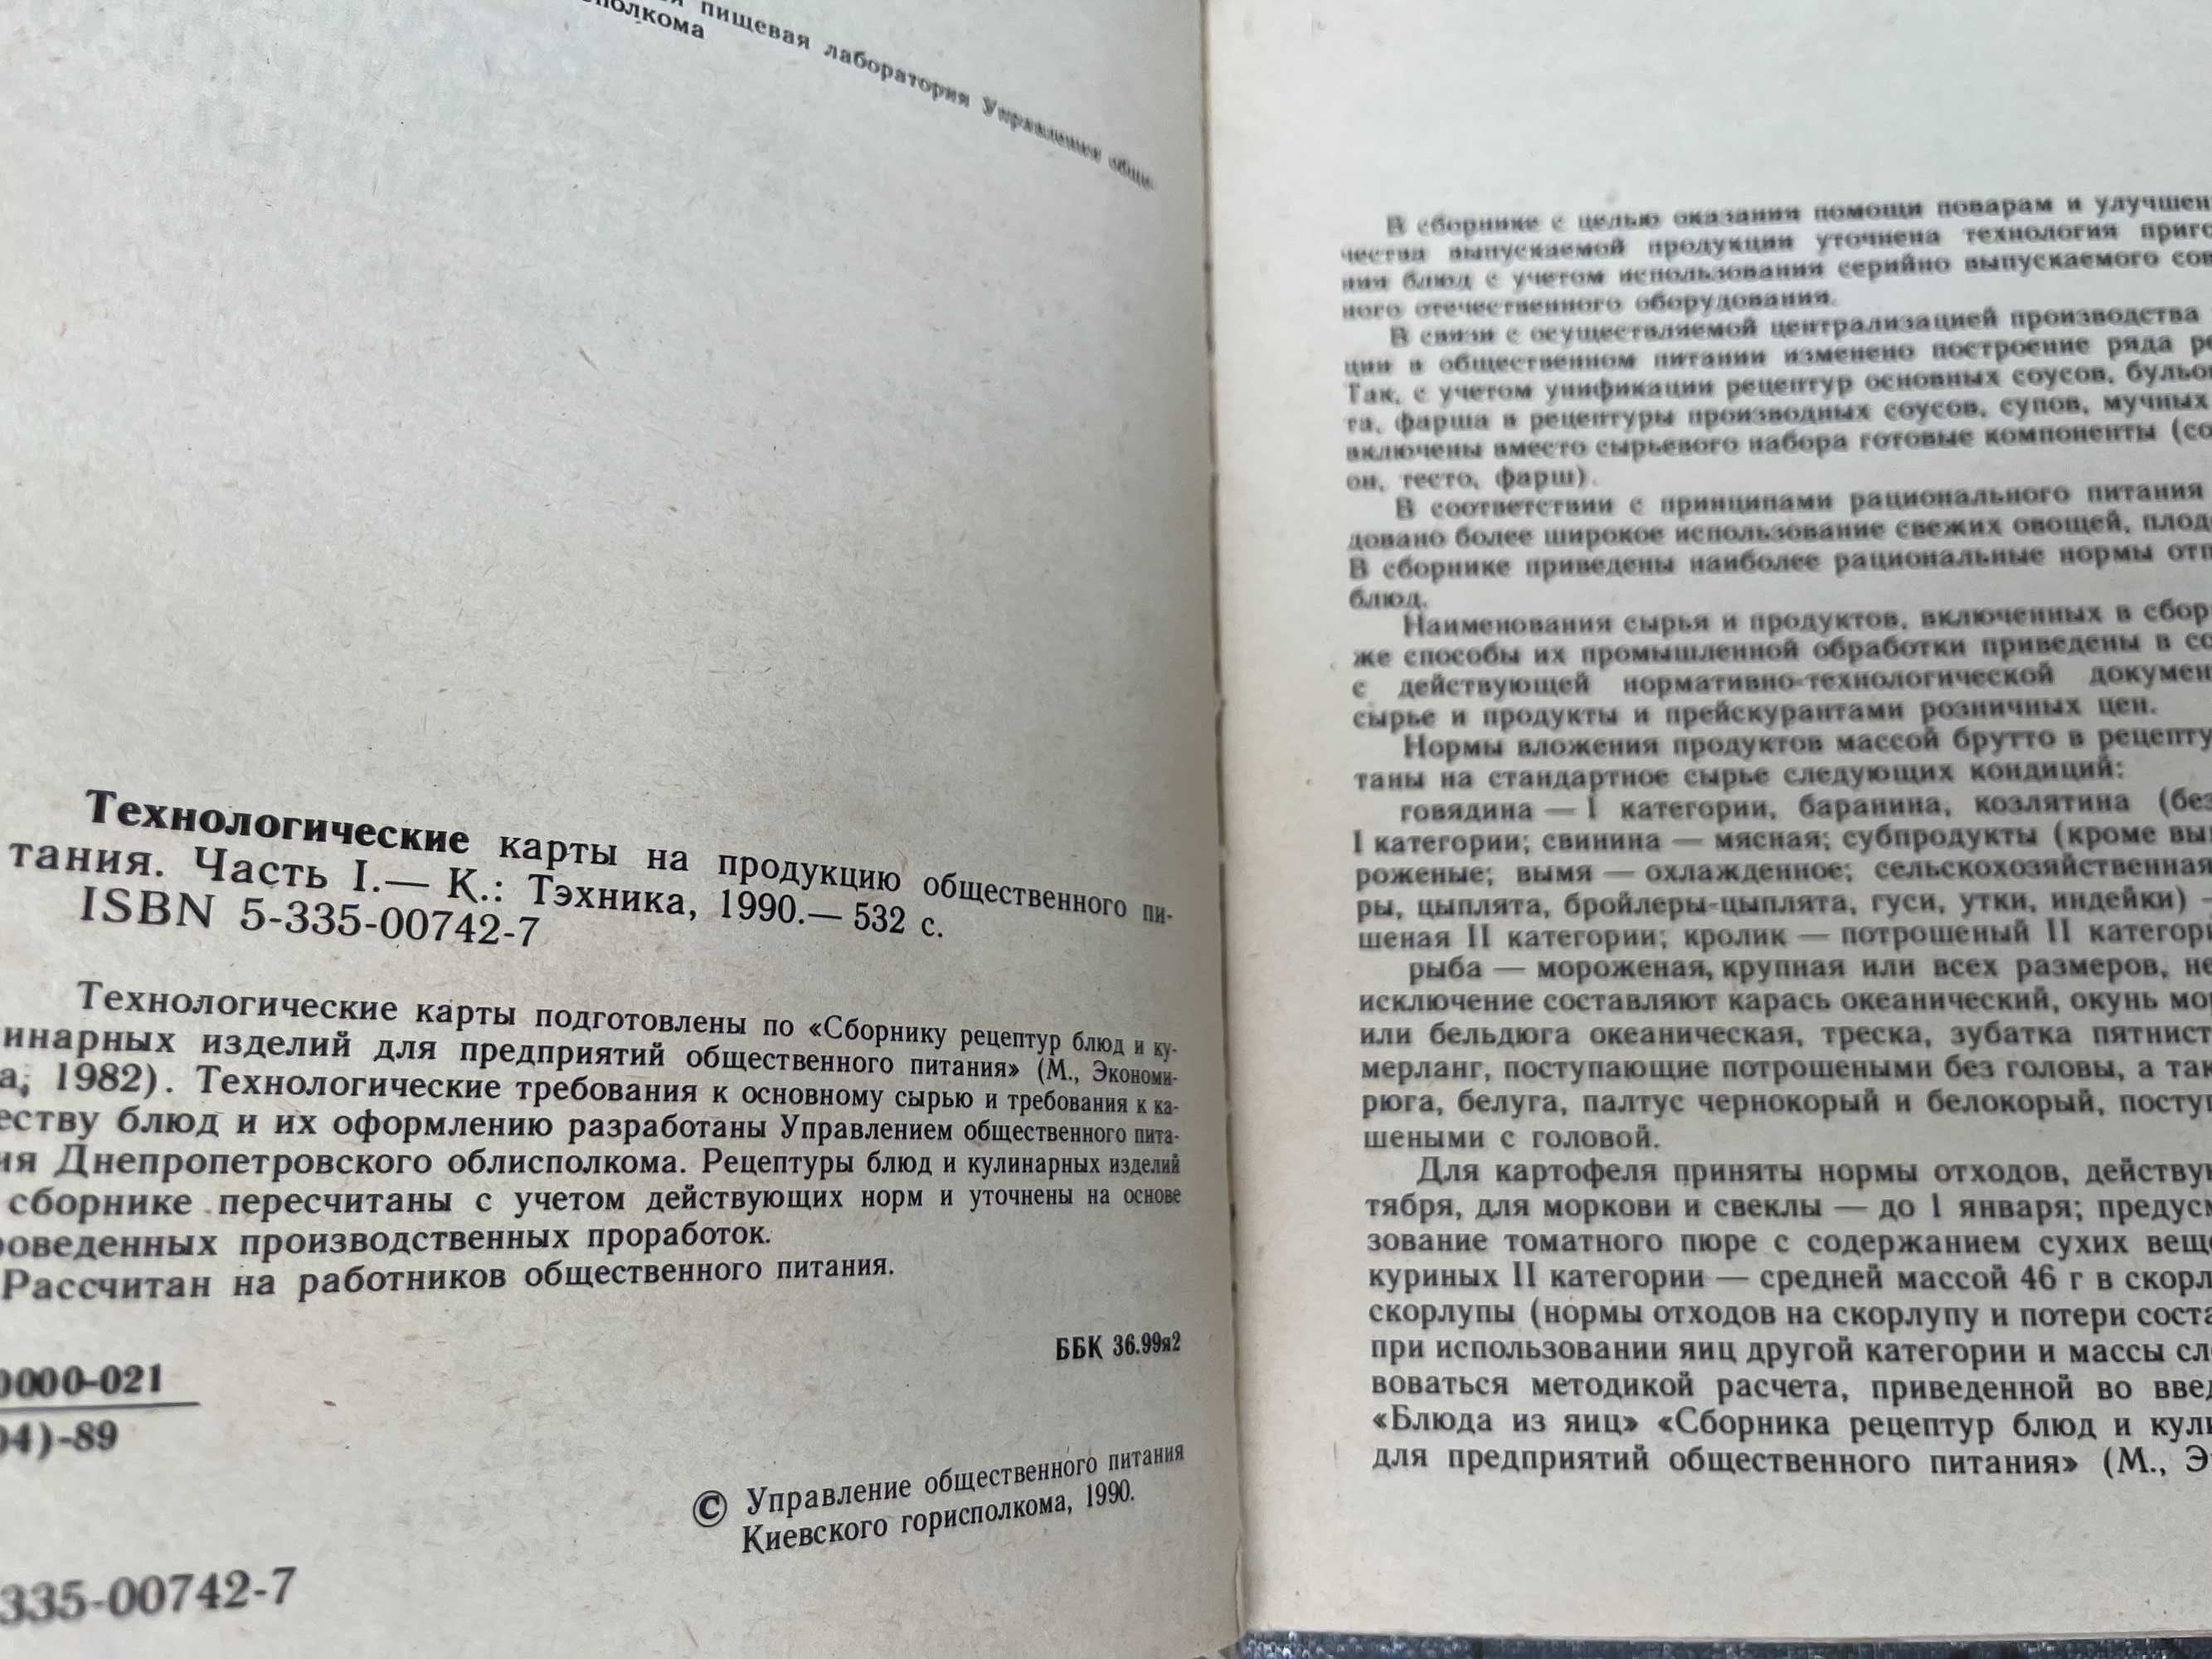 пищевая лаборатория Управления
Технологические карты на продукцию общественного пи-
тания. Часть I.— К.: Тэхника, 1990.— 532 с.
ISBN 5-335-00742-7
Технологические карты подготовлены по «Сборнику рецептур блюд и ку-
инарных изделий для предприятий общественного питания» (М., Экономи-
а, 1982). Технологические требования к основному сырью и требования к ка-
еству блюд и их оформлению разработаны Управлением общественного пита-
ия Днепропетровского облисполкома. Рецептуры блюд и кулинарных изделий
сборнике пересчитаны с учетом действующих норм и уточнены на основе
роведенных производственных проработок.
Рассчитан на работников общественного питания.
ББК 36.99я2
0000-021
04)-89
© Управление общественного питания
Киевского горисполкома, 1990.
335-00742-7
В сборнике с целью оказания помощи поварам и улучшен
чества выпускаемой продукции уточнена технология приго
нии блюд с учетом использования серийно выпускаемого сов
ного отечественного оборудования.
В связи с осуществляемой централизацией производства
ции в общественном питании изменено построение ряда ре
Так, с учетом унификации рецептур основных соусов, бульо
та, фарша в рецептуры производных соусов, супов, мучных
включены вместо сырьевого набора готовые компоненты (со
он, тесто, фарш).
В соответствии с принципами рационального питания
довано более широкое использование свежих овощей, плод
В сборнике приведены наиболее рациональные нормы отп
блюд.
Наименования сырья и продуктов, включенных в сбор
же способы их промышленной обработки приведены в со
с действующей нормативно-технологической докумен
сырье и продукты и прейскурантами розничных цен.
Нормы вложения продуктов массой брутто в рецепту
таны на стандартное сырье следующих кондиций:
говядина — I категории, баранина, козлятина (без
I категории; свинина — мясная; субпродукты (кроме вы
роженые; вымя — охлажденное; сельскохозяйственная
ры, цыплята, бройлеры-цыплята, гуси, утки, индейки) —
шеная II категории; кролик — потрошеный II категори
рыба — мороженая, крупная или всех размеров, не
исключение составляют карась океанический, окунь мо
или бельдюга океаническая, треска, зубатка пятнист
мерланг, поступающие потрошеными без головы, а так
рюга, белуга, палтус чернокорый и белокорый, посту
шеными с головой.
Для картофеля приняты нормы отходов, действу
тября, для моркови и свеклы — до 1 января; предусм
зование томатного пюре с содержанием сухих веще
куриных II категории — средней массой 46 г в скорл
скорлупы (нормы отходов на скорлупу и потери соста
при использовании яиц другой категории и массы сл
воваться методикой расчета, приведенной во введ
«Блюда из яиц» «Сборника рецептур блюд и кули
для предприятий общественного питания» (М., Э